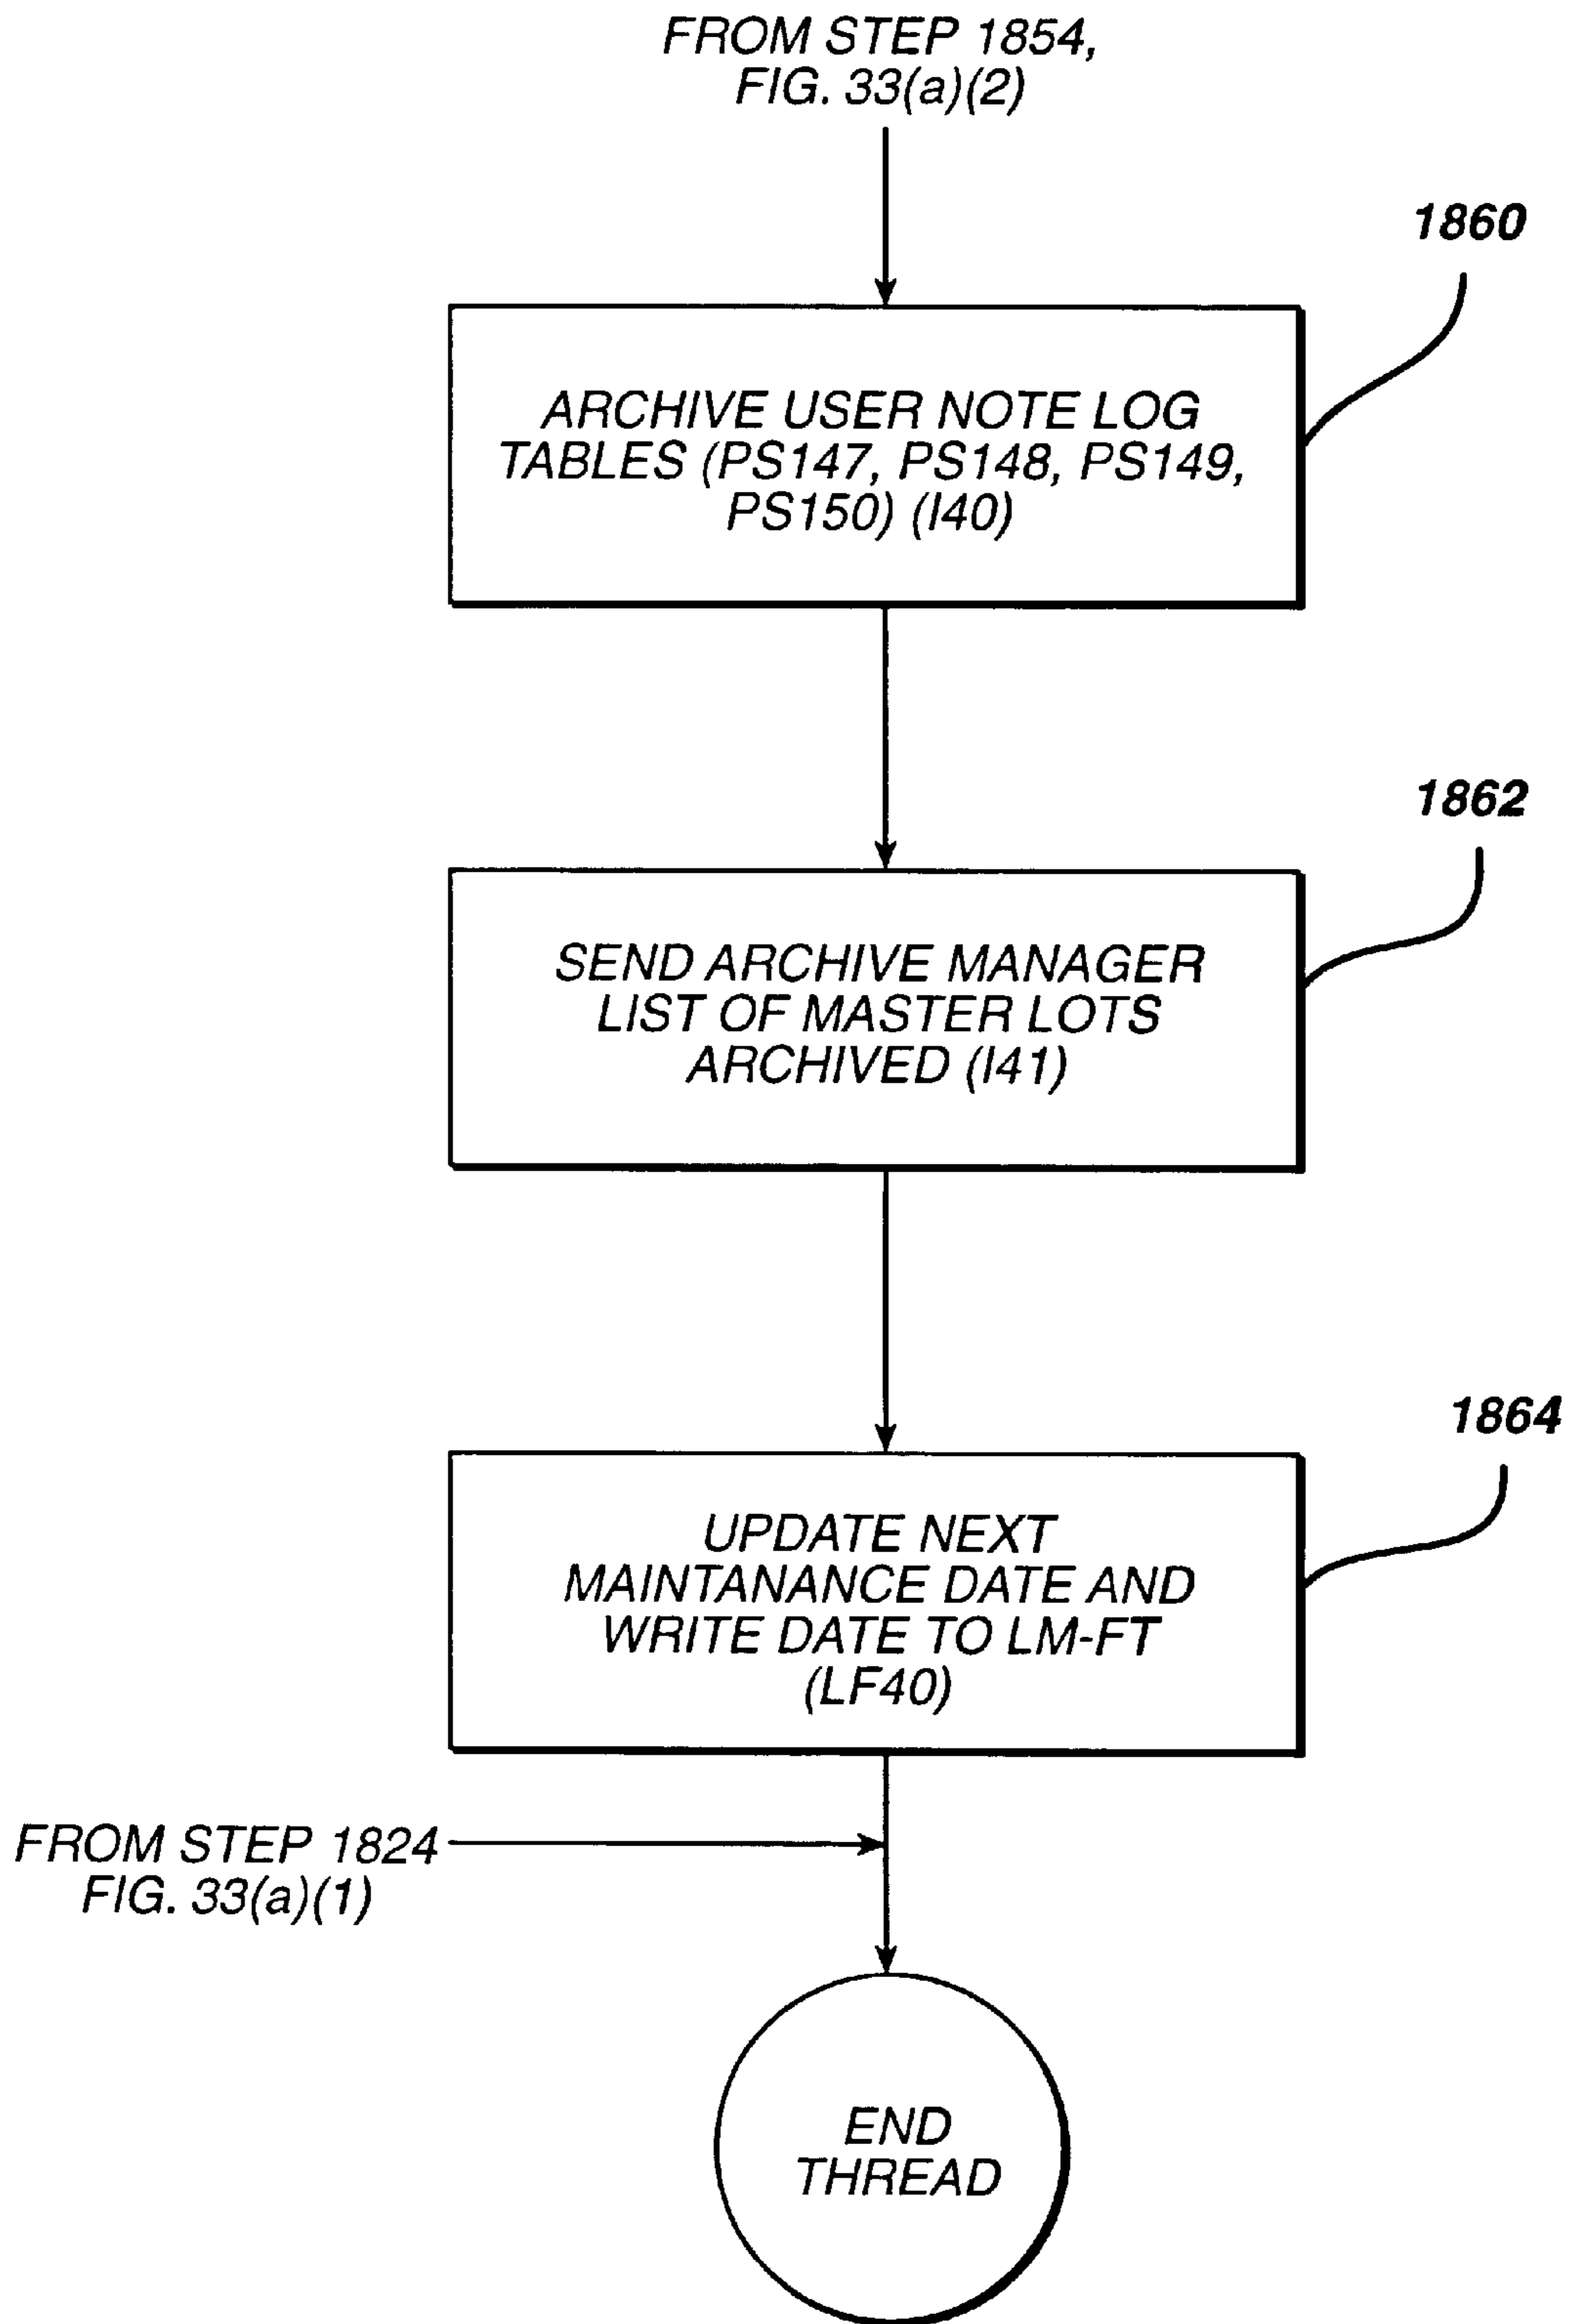 FROM STEP 1854,
FIG. 33(a)(2)
1860
ARCHIVE USER NOTE LOG
TABLES (PS147, PS148, PS149,
PS150) (I40)
1862
SEND ARCHIVE MANAGER
LIST OF MASTER LOTS
ARCHIVED (I41)
1864
UPDATE NEXT
MAINTANANCE DATE AND
WRITE DATE TO LM-FT
(LF40)
FROM STEP 1824
FIG. 33(a)(1)
END
THREAD